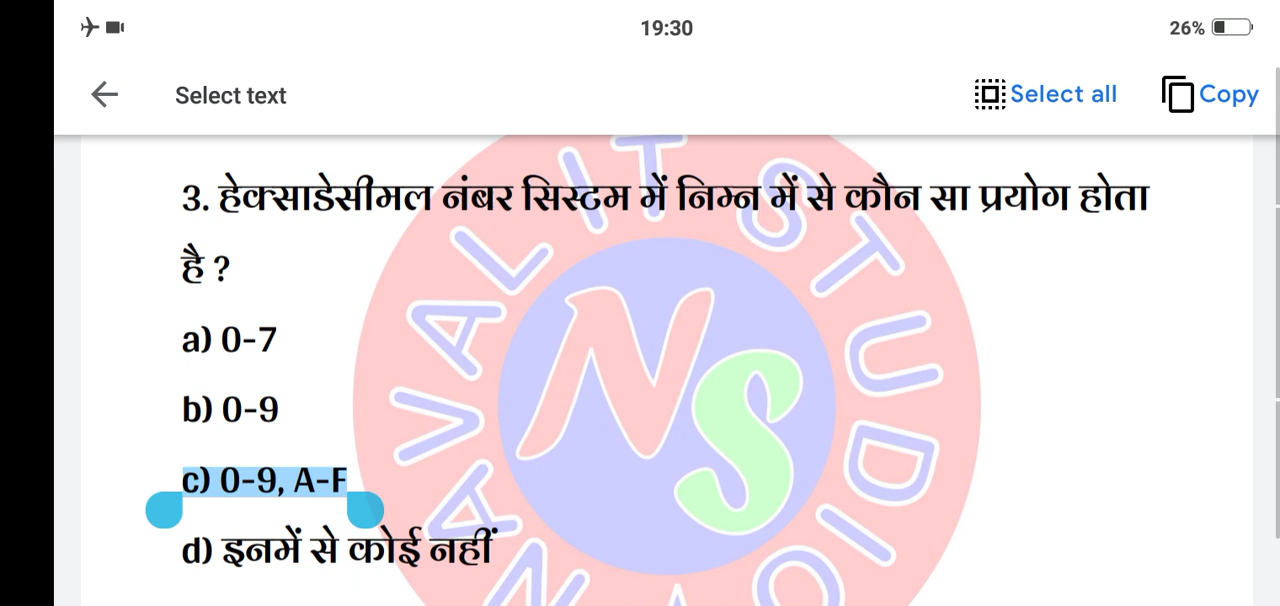 19:30
26%
Select text
Select all
Copy
3. हेक्साडेसीमल नंबर सिस्टम में निम्न में से कौन सा प्रयोग होता
है ?
a) 0-7
b) 0-9
c) 0-9, A-F
d) इनमें से कोई नहीं
NS